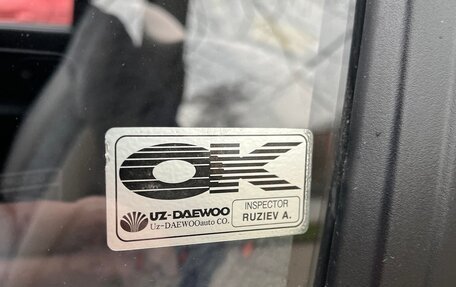 OK
UZ-DAEWOO
Uz-DAEWOOauto CO.
INSPECTOR
RUZIEV A.